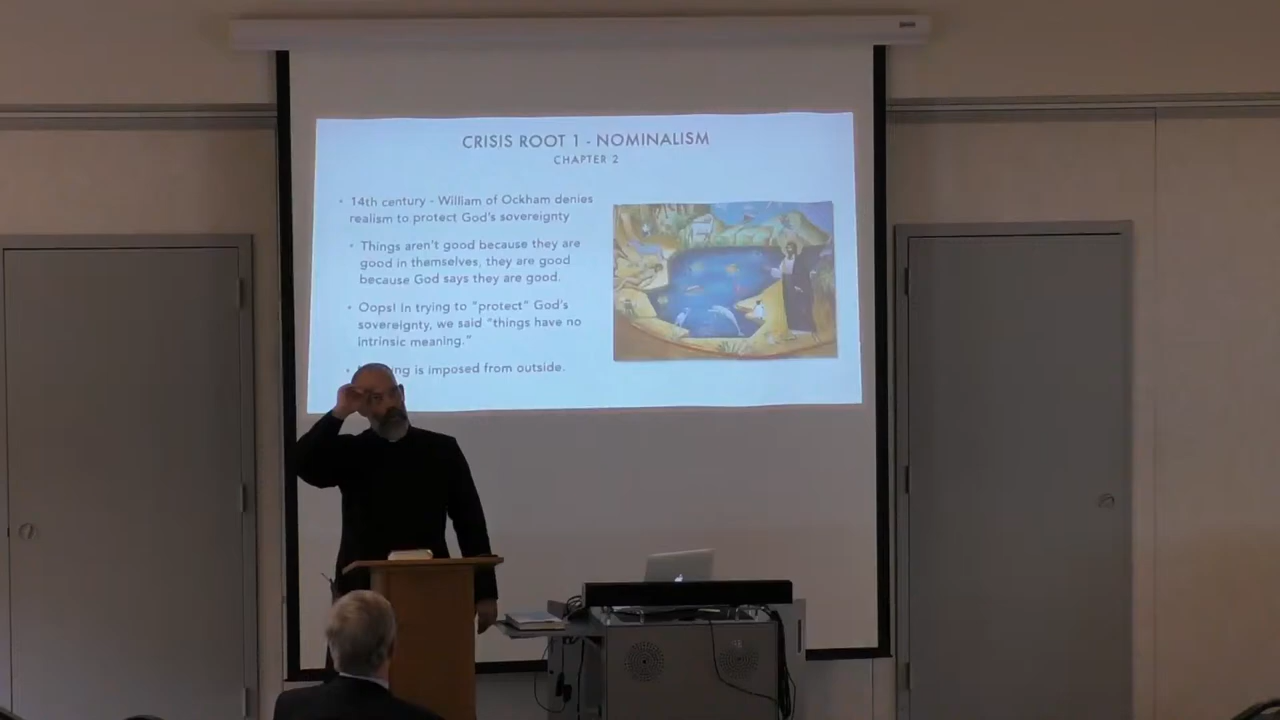 CRISIS ROOT 1 - NOMINALISM
CHAPTER 2
• 14th century - William of Ockham denies
realism to protect God's sovereignty
• Things aren't good because they are
good in themselves, they are good
because God says they are good.
• Oops! In trying to "protect" God's
sovereignty, we said "things have no
intrinsic meaning."
• is imposed from outside.